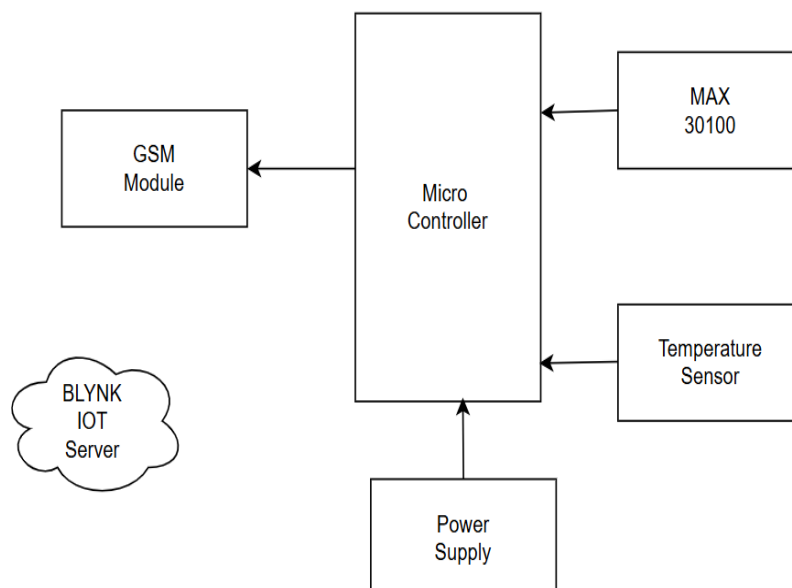 GSM
Module
Micro
Controller
MAX
30100
Temperature
Sensor
BLYNK
IOT
Server
Power
Supply